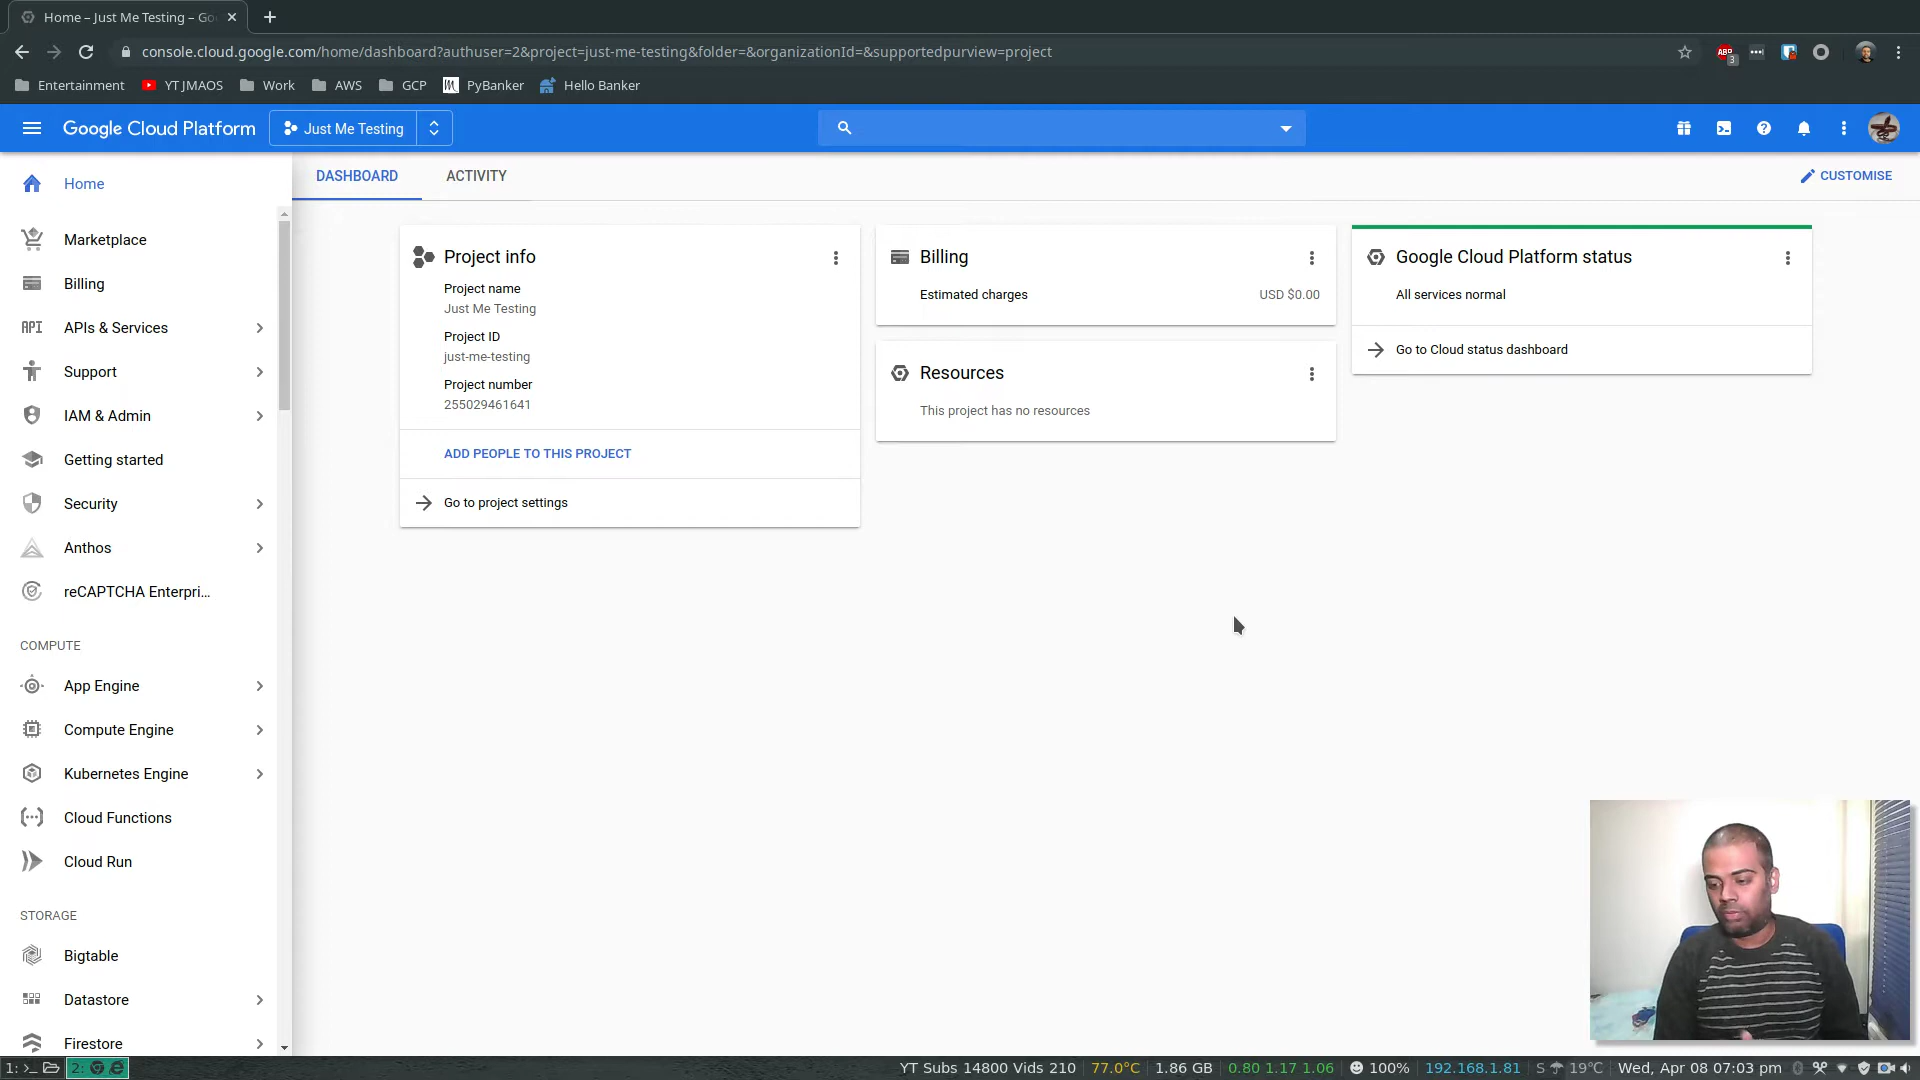 Home – Just Me Testing – Go
console.cloud.google.com/home/dashboard?authuser=2&project=just-me-testing&folder=&organizationId=&supportedpurview=project
ABP
3
Entertainment
YT JMAOS
Work
AWS
GCP
PyBanker
Hello Banker
Google Cloud Platform
Just Me Testing
Home
DASHBOARD
ACTIVITY
CUSTOMISE
Marketplace
Billing
API
APIs & Services
Support
IAM & Admin
Getting started
Security
Anthos
reCAPTCHA Enterpri...
COMPUTE
App Engine
Compute Engine
Kubernetes Engine
Cloud Functions
Cloud Run
STORAGE
Bigtable
Datastore
Firestore
Project info
Project name
Just Me Testing
Project ID
just-me-testing
Project number
255029461641
ADD PEOPLE TO THIS PROJECT
Go to project settings
Billing
Estimated charges
USD $0.00
Resources
This project has no resources
Google Cloud Platform status
All services normal
Go to Cloud status dashboard
1:
2:
YT Subs 14800 Vids 210
77.0°C
1.86 GB
0.80 1.17 1.06
100%
192.168.1.81
S
19°C
Wed, Apr 08 07:03 pm